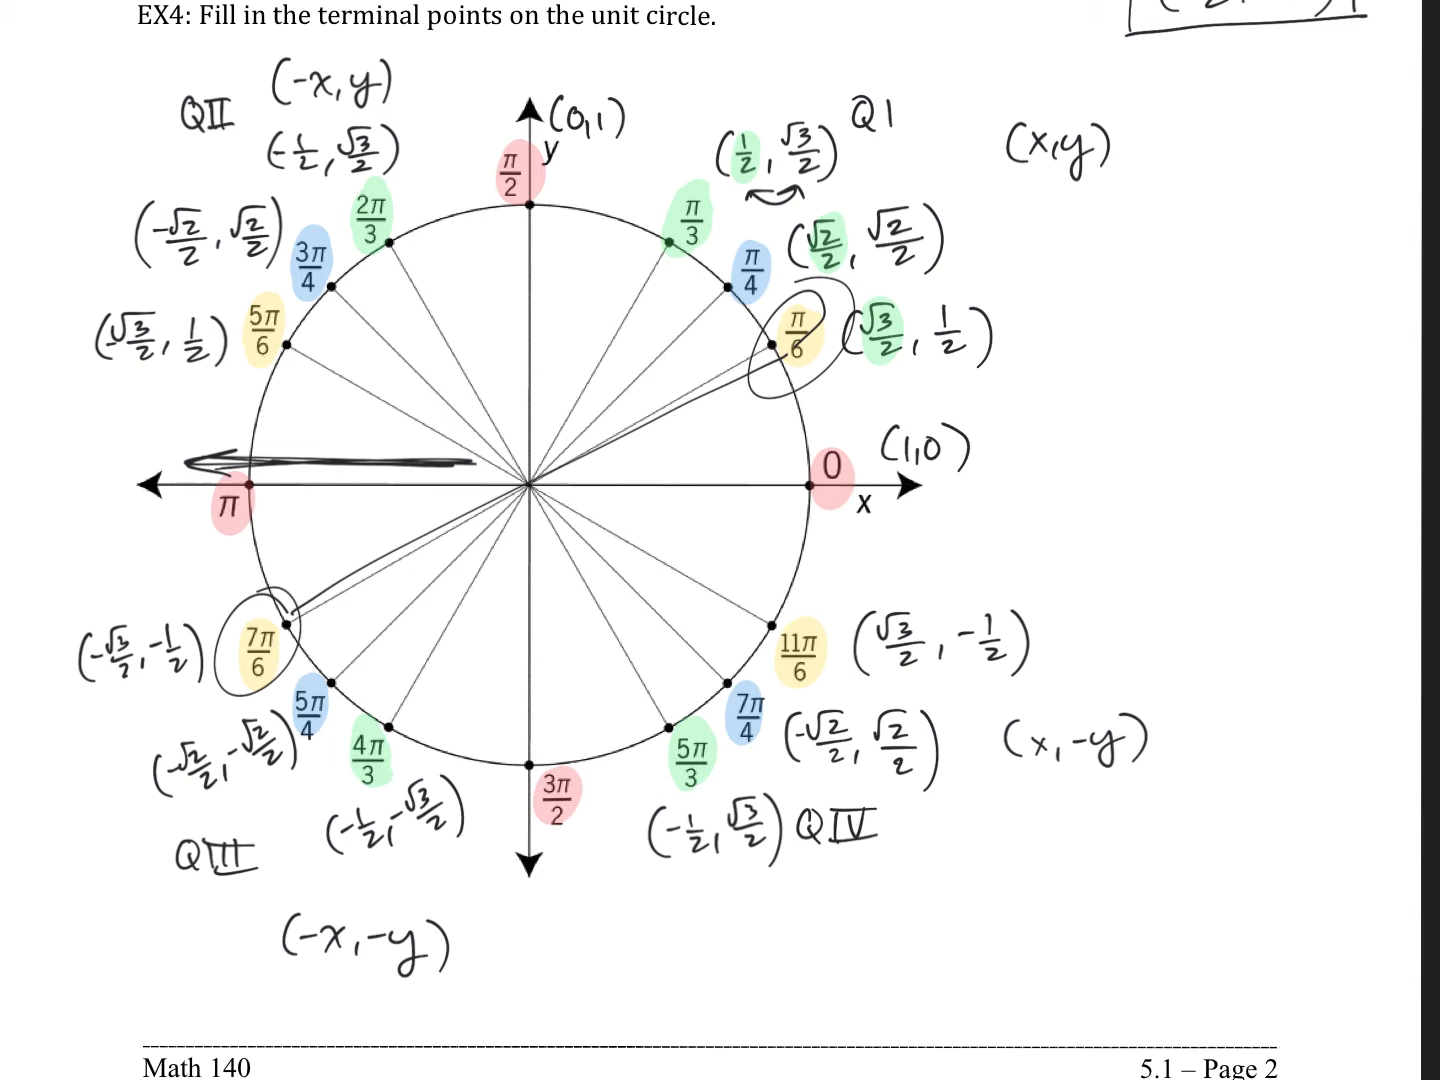 EX4: Fill in the terminal points on the unit circle.
(-x, y)
QII
(-1/2, √3/2)
(0,1)
y
π/2
(1/2, √3/2)
Q1
(x,y)
2π/3
π/3
(-√2/2, √2/2)
3π/4
π/4
(√2/2, √2/2)
(-√3/2, 1/2)
5π/6
π/6
(√3/2, 1/2)
(1,0)
0
x
π
(-√3/2, -1/2)
7π/6
11π/6
(√3/2, -1/2)
5π/4
7π/4
(-√2/2, -√2/2)
4π/3
5π/3
(-√2/2, √2/2)
(x, -y)
3π/2
(-1/2, -√3/2)
(-1/2, √3/2)
QIV
QIII
(-x, -y)
Math 140
5.1 – Page 2